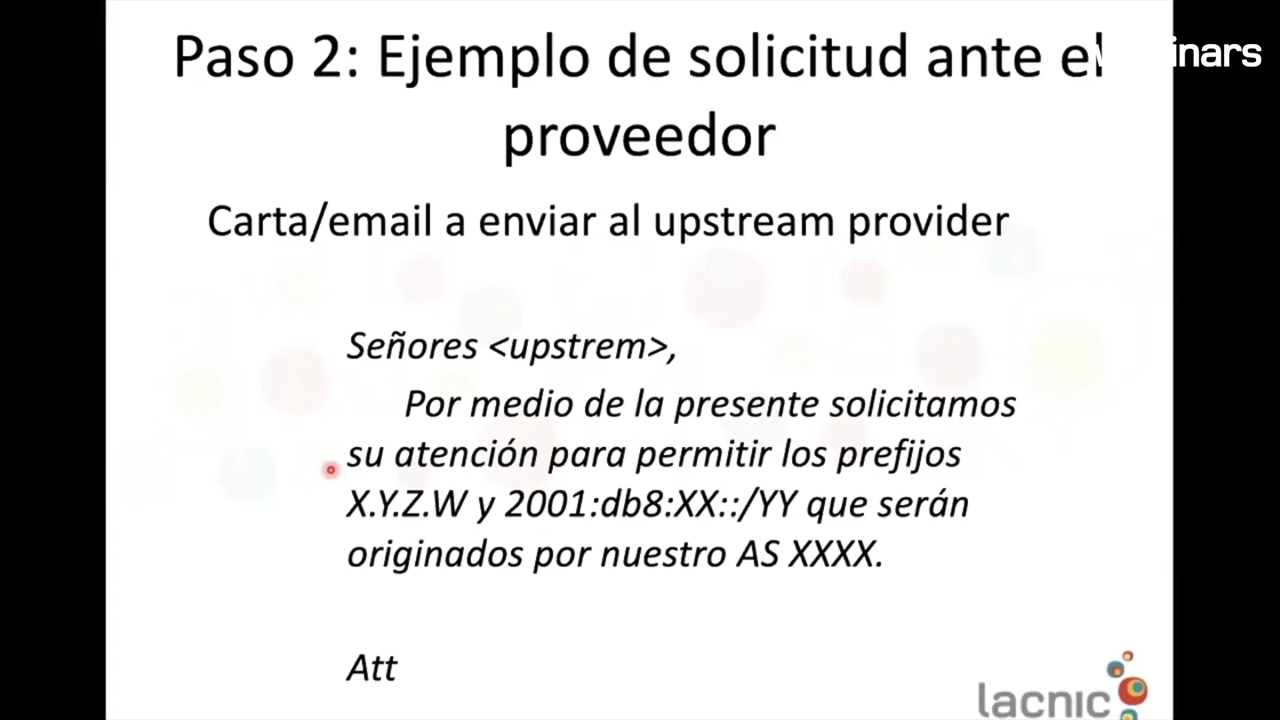 Paso 2: Ejemplo de solicitud ante el
proveedor
Carta/email a enviar al upstream provider
Señores <upstrem>,
Por medio de la presente solicitamos
su atención para permitir los prefijos
X.Y.Z.W y 2001:db8:XX::/YY que serán
originados por nuestro AS XXXX.
Att
lacnic